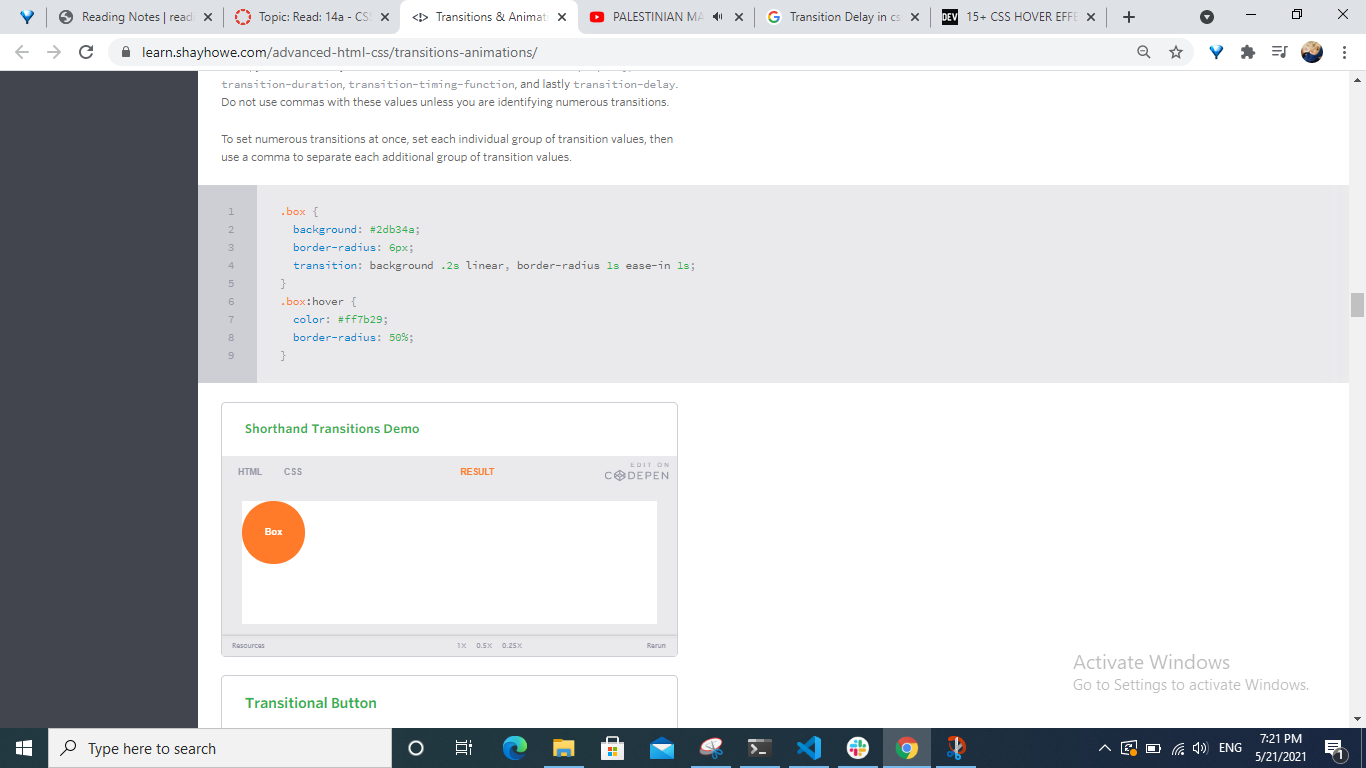 Reading Notes | read
Topic: Read: 14a - CSS
Transitions & Animat
PALESTINIAN MA
Transition Delay in cs
DEV
15+ CSS HOVER EFFE
learn.shayhowe.com/advanced-html-css/transitions-animations/
transition-duration, transition-timing-function, and lastly transition-delay.
Do not use commas with these values unless you are identifying numerous transitions.
To set numerous transitions at once, set each individual group of transition values, then
use a comma to separate each additional group of transition values.
1 .box {
2 background: #2db34a;
3 border-radius: 6px;
4 transition: background .2s linear, border-radius 1s ease-in 1s;
5 }
6 .box:hover {
7 color: #ff7b29;
8 border-radius: 50%;
9 }
Shorthand Transitions Demo
HTML CSS RESULT EDIT ON
CODEPEN
Box
Resources 1X 0.5X 0.25X Rerun
Transitional Button
Activate Windows
Go to Settings to activate Windows.
Type here to search
ENG
7:21 PM
5/21/2021
1